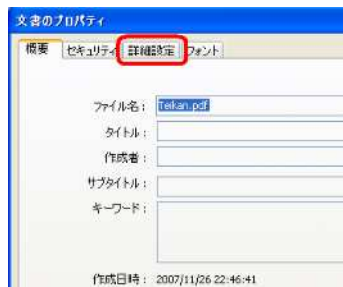 文書のプロパティ
概要 セキュリティ 詳細設定 フォント
ファイル名： Teikan.pdf
タイトル：
作成者：
サブタイトル：
キーワード：
作成日時： 2007/11/26 22:46:41